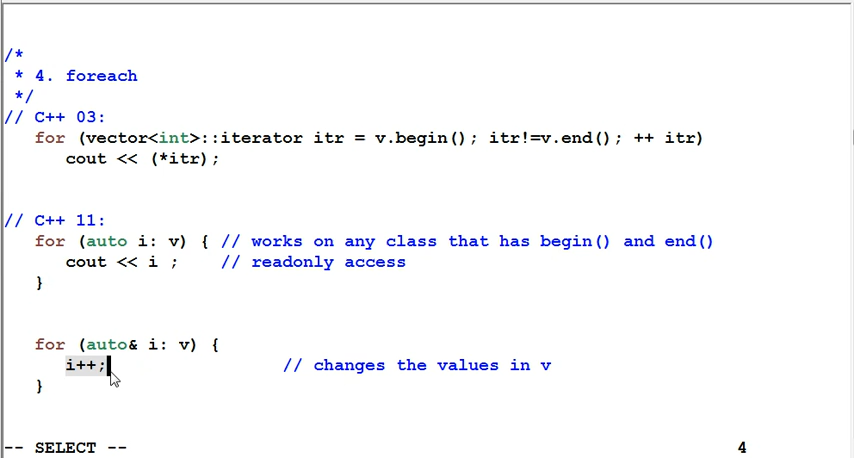 /*
 * 4. foreach
 */
// C++ 03:
   for (vector<int>::iterator itr = v.begin(); itr!=v.end(); ++ itr)
      cout << (*itr);
// C++ 11:
   for (auto i: v) { // works on any class that has begin() and end()
      cout << i ;    // readonly access
   }
   for (auto& i: v) {
      i++;                 // changes the values in v
   }
-- SELECT -- 4